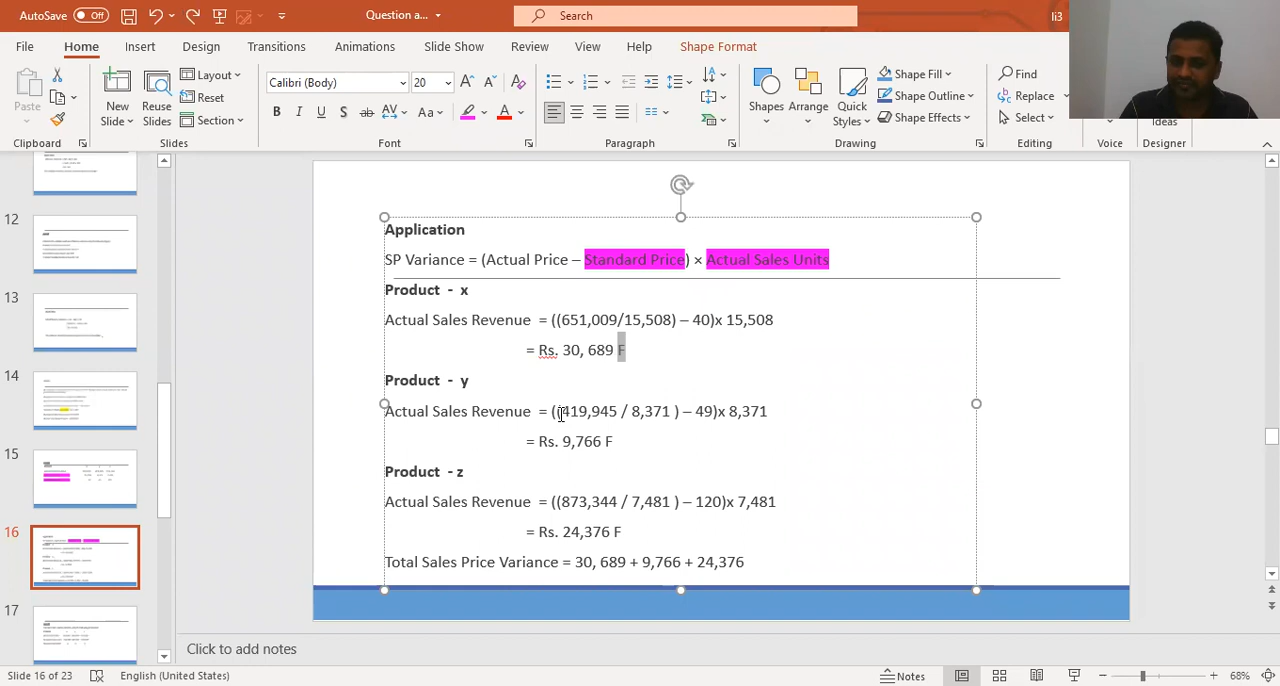 AutoSave Off Question a... Search li3
File Home Insert Design Transitions Animations Slide Show Review View Help Shape Format
Paste New Slide Reuse Slides Layout Reset Section Calibri (Body) 20 Shapes Arrange Quick Styles Shape Fill Shape Outline Shape Effects Find Replace Select Ideas
Clipboard Slides Font Paragraph Drawing Editing Voice Designer
Application
SP Variance = (Actual Price – Standard Price) × Actual Sales Units
Product - x
Actual Sales Revenue = ((651,009/15,508) – 40)x 15,508
= Rs. 30, 689 F
Product - y
Actual Sales Revenue = ((419,945 / 8,371 ) – 49)x 8,371
= Rs. 9,766 F
Product - z
Actual Sales Revenue = ((873,344 / 7,481 ) – 120)x 7,481
= Rs. 24,376 F
Total Sales Price Variance = 30, 689 + 9,766 + 24,376
12
13
14
15
16
17
Click to add notes
Slide 16 of 23 English (United States) Notes 68%